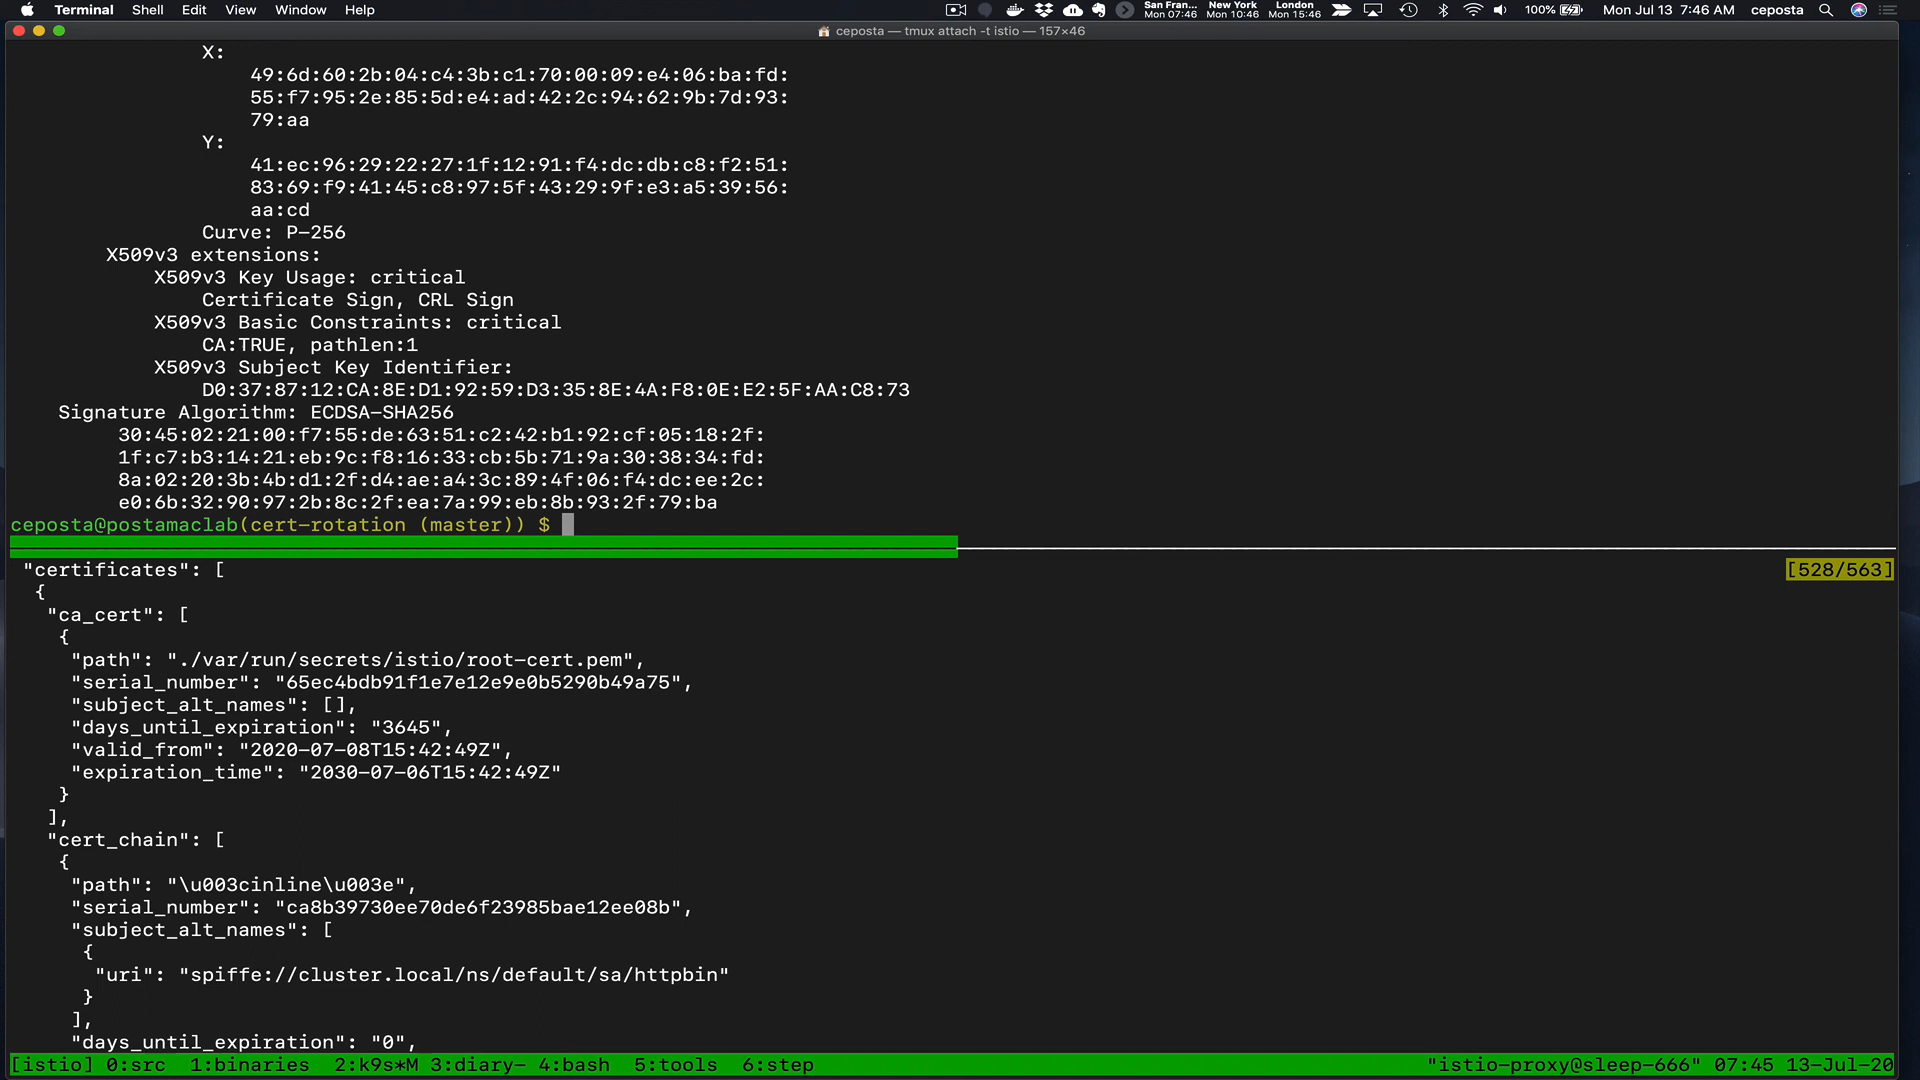 Terminal Shell Edit View Window Help San Fran... Mon 07:46 New York Mon 10:46 London Mon 15:46 100% Mon Jul 13 7:46 AM ceposta
ceposta — tmux attach -t istio — 157×46
X:
49:6d:60:2b:04:c4:3b:c1:70:00:09:e4:06:ba:fd:
55:f7:95:2e:85:5d:e4:ad:42:2c:94:62:9b:7d:93:
79:aa
Y:
41:ec:96:29:22:27:1f:12:91:f4:dc:db:c8:f2:51:
83:69:f9:41:45:c8:97:5f:43:29:9f:e3:a5:39:56:
aa:cd
Curve: P-256
X509v3 extensions:
X509v3 Key Usage: critical
Certificate Sign, CRL Sign
X509v3 Basic Constraints: critical
CA:TRUE, pathlen:1
X509v3 Subject Key Identifier:
D0:37:87:12:CA:8E:D1:92:59:D3:35:8E:4A:F8:0E:E2:5F:AA:C8:73
Signature Algorithm: ECDSA-SHA256
30:45:02:21:00:f7:55:de:63:51:c2:42:b1:92:cf:05:18:2f:
1f:c7:b3:14:21:eb:9c:f8:16:33:cb:5b:71:9a:30:38:34:fd:
8a:02:20:3b:4b:d1:2f:d4:ae:a4:3c:89:4f:06:f4:dc:ee:2c:
e0:6b:32:90:97:2b:8c:2f:ea:7a:99:eb:8b:93:2f:79:ba
ceposta@postamaclab(cert-rotation (master)) $
"certificates": [ [528/563]
{
"ca_cert": [
{
"path": "./var/run/secrets/istio/root-cert.pem",
"serial_number": "65ec4bdb91f1e7e12e9e0b5290b49a75",
"subject_alt_names": [],
"days_until_expiration": "3645",
"valid_from": "2020-07-08T15:42:49Z",
"expiration_time": "2030-07-06T15:42:49Z"
}
],
"cert_chain": [
{
"path": "\u003cinline\u003e",
"serial_number": "ca8b39730ee70de6f23985bae12ee08b",
"subject_alt_names": [
{
"uri": "spiffe://cluster.local/ns/default/sa/httpbin"
}
],
"days_until_expiration": "0",
[istio] 0:src 1:binaries 2:k9s*M 3:diary- 4:bash 5:tools 6:step "istio-proxy@sleep-666" 07:45 13-Jul-20